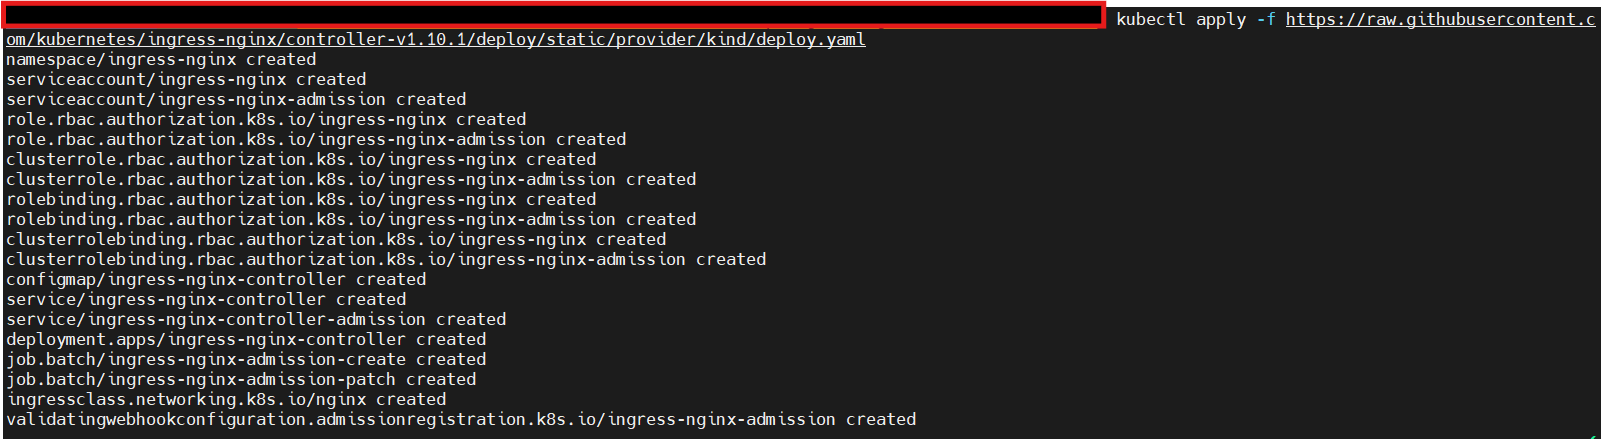 kubectl apply -f https://raw.githubusercontent.c
om/kubernetes/ingress-nginx/controller-v1.10.1/deploy/static/provider/kind/deploy.yaml
namespace/ingress-nginx created
serviceaccount/ingress-nginx created
serviceaccount/ingress-nginx-admission created
role.rbac.authorization.k8s.io/ingress-nginx created
role.rbac.authorization.k8s.io/ingress-nginx-admission created
clusterrole.rbac.authorization.k8s.io/ingress-nginx created
clusterrole.rbac.authorization.k8s.io/ingress-nginx-admission created
rolebinding.rbac.authorization.k8s.io/ingress-nginx created
rolebinding.rbac.authorization.k8s.io/ingress-nginx-admission created
clusterrolebinding.rbac.authorization.k8s.io/ingress-nginx created
clusterrolebinding.rbac.authorization.k8s.io/ingress-nginx-admission created
configmap/ingress-nginx-controller created
service/ingress-nginx-controller created
service/ingress-nginx-controller-admission created
deployment.apps/ingress-nginx-controller created
job.batch/ingress-nginx-admission-create created
job.batch/ingress-nginx-admission-patch created
ingressclass.networking.k8s.io/nginx created
validatingwebhookconfiguration.admissionregistration.k8s.io/ingress-nginx-admission created